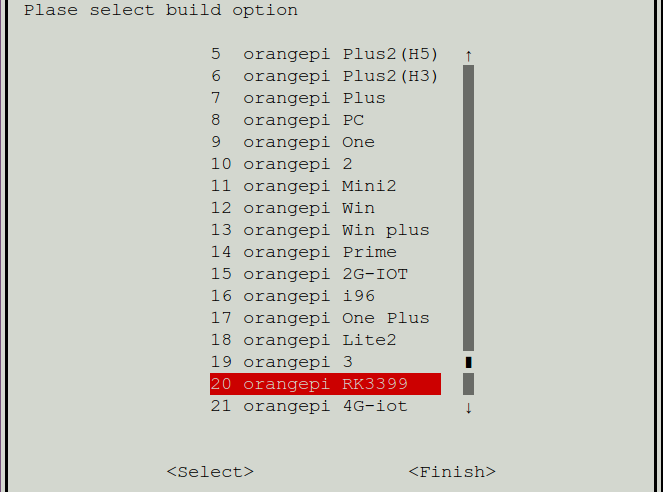 Plase select build option
5 orangepi Plus2(H5) ↑
6 orangepi Plus2(H3)
7 orangepi Plus
8 orangepi PC
9 orangepi One
10 orangepi 2
11 orangepi Mini2
12 orangepi Win
13 orangepi Win plus
14 orangepi Prime
15 orangepi 2G-IOT
16 orangepi i96
17 orangepi One Plus
18 orangepi Lite2
19 orangepi 3
20 orangepi RK3399
21 orangepi 4G-iot ↓
<Select> <Finish>